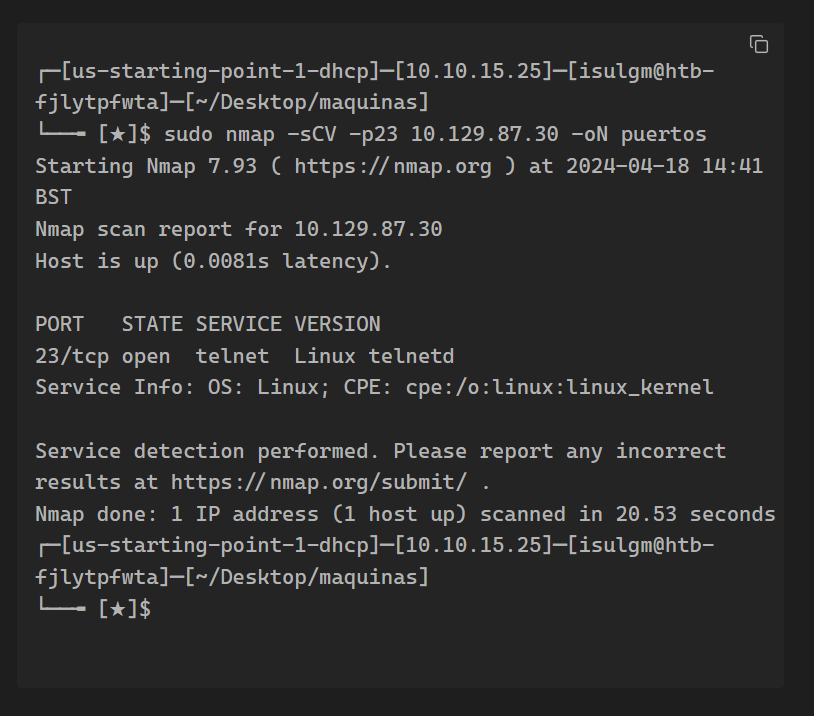 ┌─[us-starting-point-1-dhcp]─[10.10.15.25]─[isulgm@htb-
fjlytpfwta]─[~/Desktop/maquinas]
└──╼ [★]$ sudo nmap -sCV -p23 10.129.87.30 -oN puertos
Starting Nmap 7.93 ( https://nmap.org ) at 2024-04-18 14:41
BST
Nmap scan report for 10.129.87.30
Host is up (0.0081s latency).
PORT   STATE SERVICE VERSION
23/tcp open  telnet  Linux telnetd
Service Info: OS: Linux; CPE: cpe:/o:linux:linux_kernel
Service detection performed. Please report any incorrect
results at https://nmap.org/submit/ .
Nmap done: 1 IP address (1 host up) scanned in 20.53 seconds
┌─[us-starting-point-1-dhcp]─[10.10.15.25]─[isulgm@htb-
fjlytpfwta]─[~/Desktop/maquinas]
└──╼ [★]$